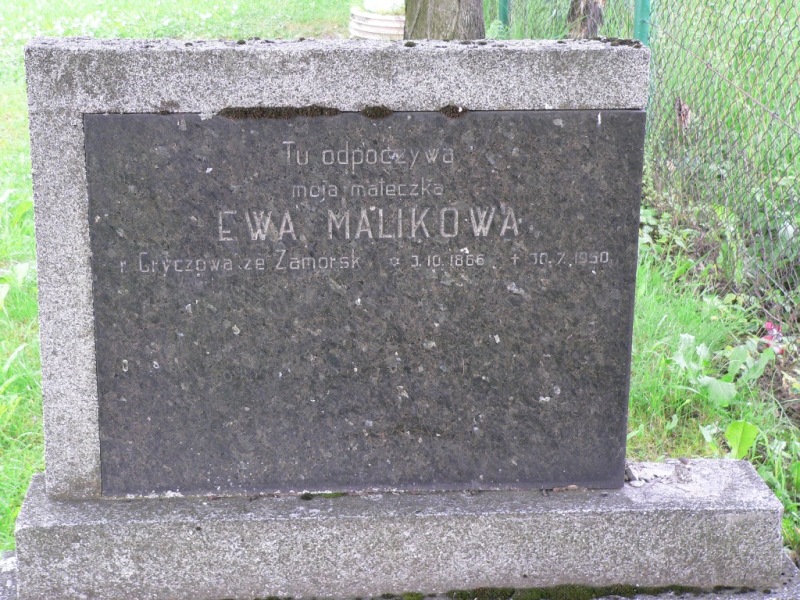 Tu odpoczywa
moja mateczka
EWA MALIKOWA
r Gryczowa ze Zamorsk ¤ 3.10.1866 + 30.7.1950